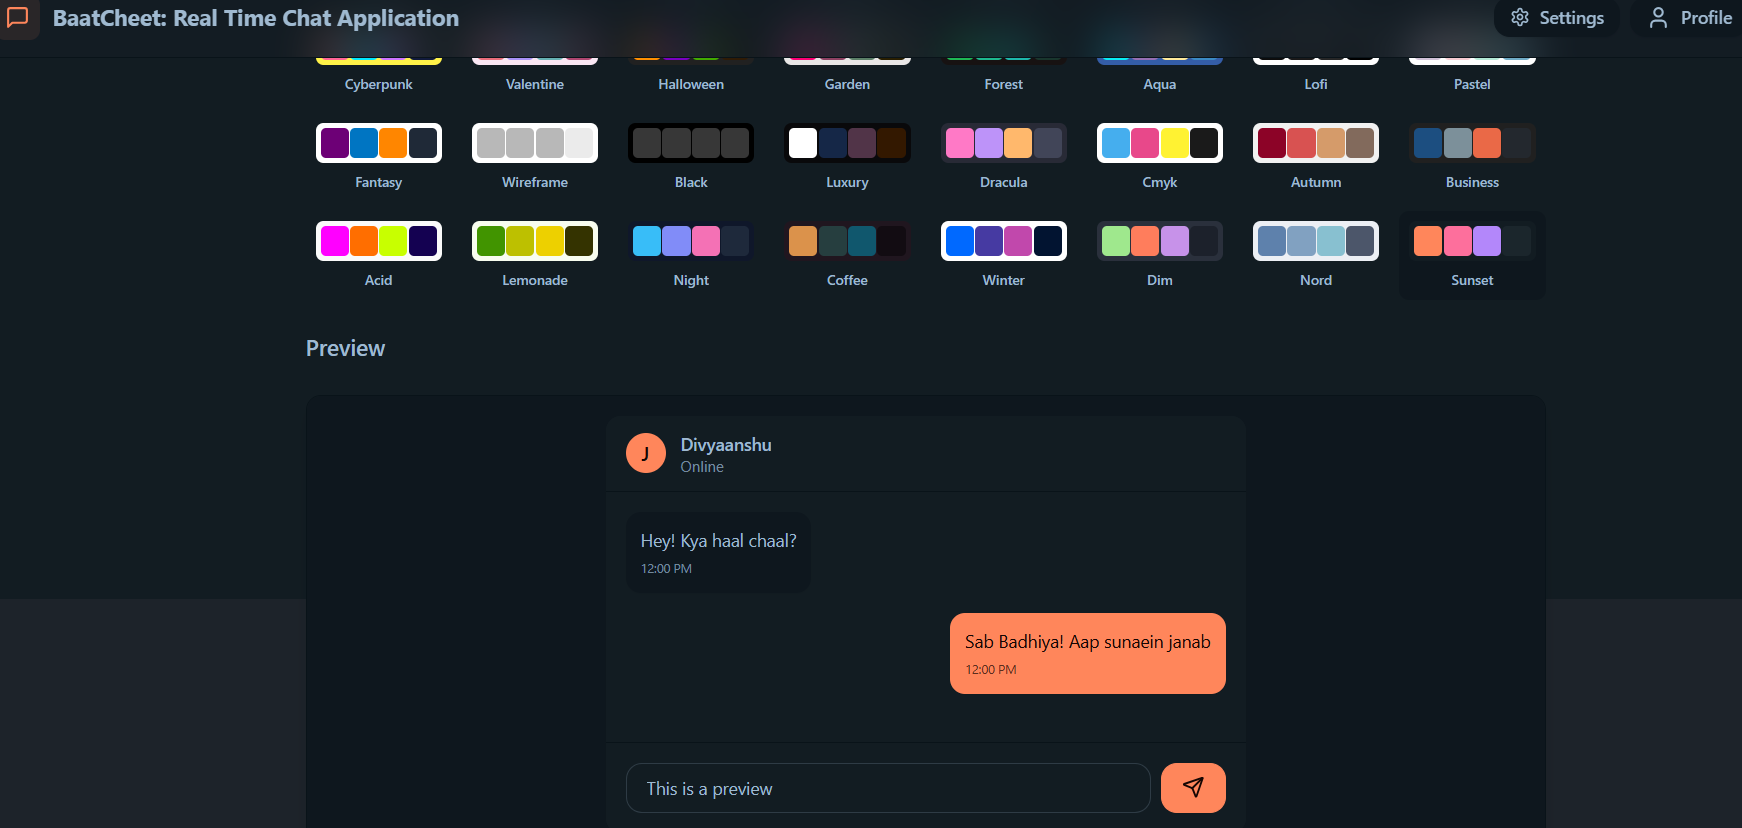 BaatCheet: Real Time Chat Application
Settings
Profile
Cyberpunk
Valentine
Halloween
Garden
Forest
Aqua
Lofi
Pastel
Fantasy
Wireframe
Black
Luxury
Dracula
Cmyk
Autumn
Business
Acid
Lemonade
Night
Coffee
Winter
Dim
Nord
Sunset
Preview
J
Divyaanshu
Online
Hey! Kya haal chaal?
12:00 PM
Sab Badhiya! Aap sunaein janab
12:00 PM
This is a preview